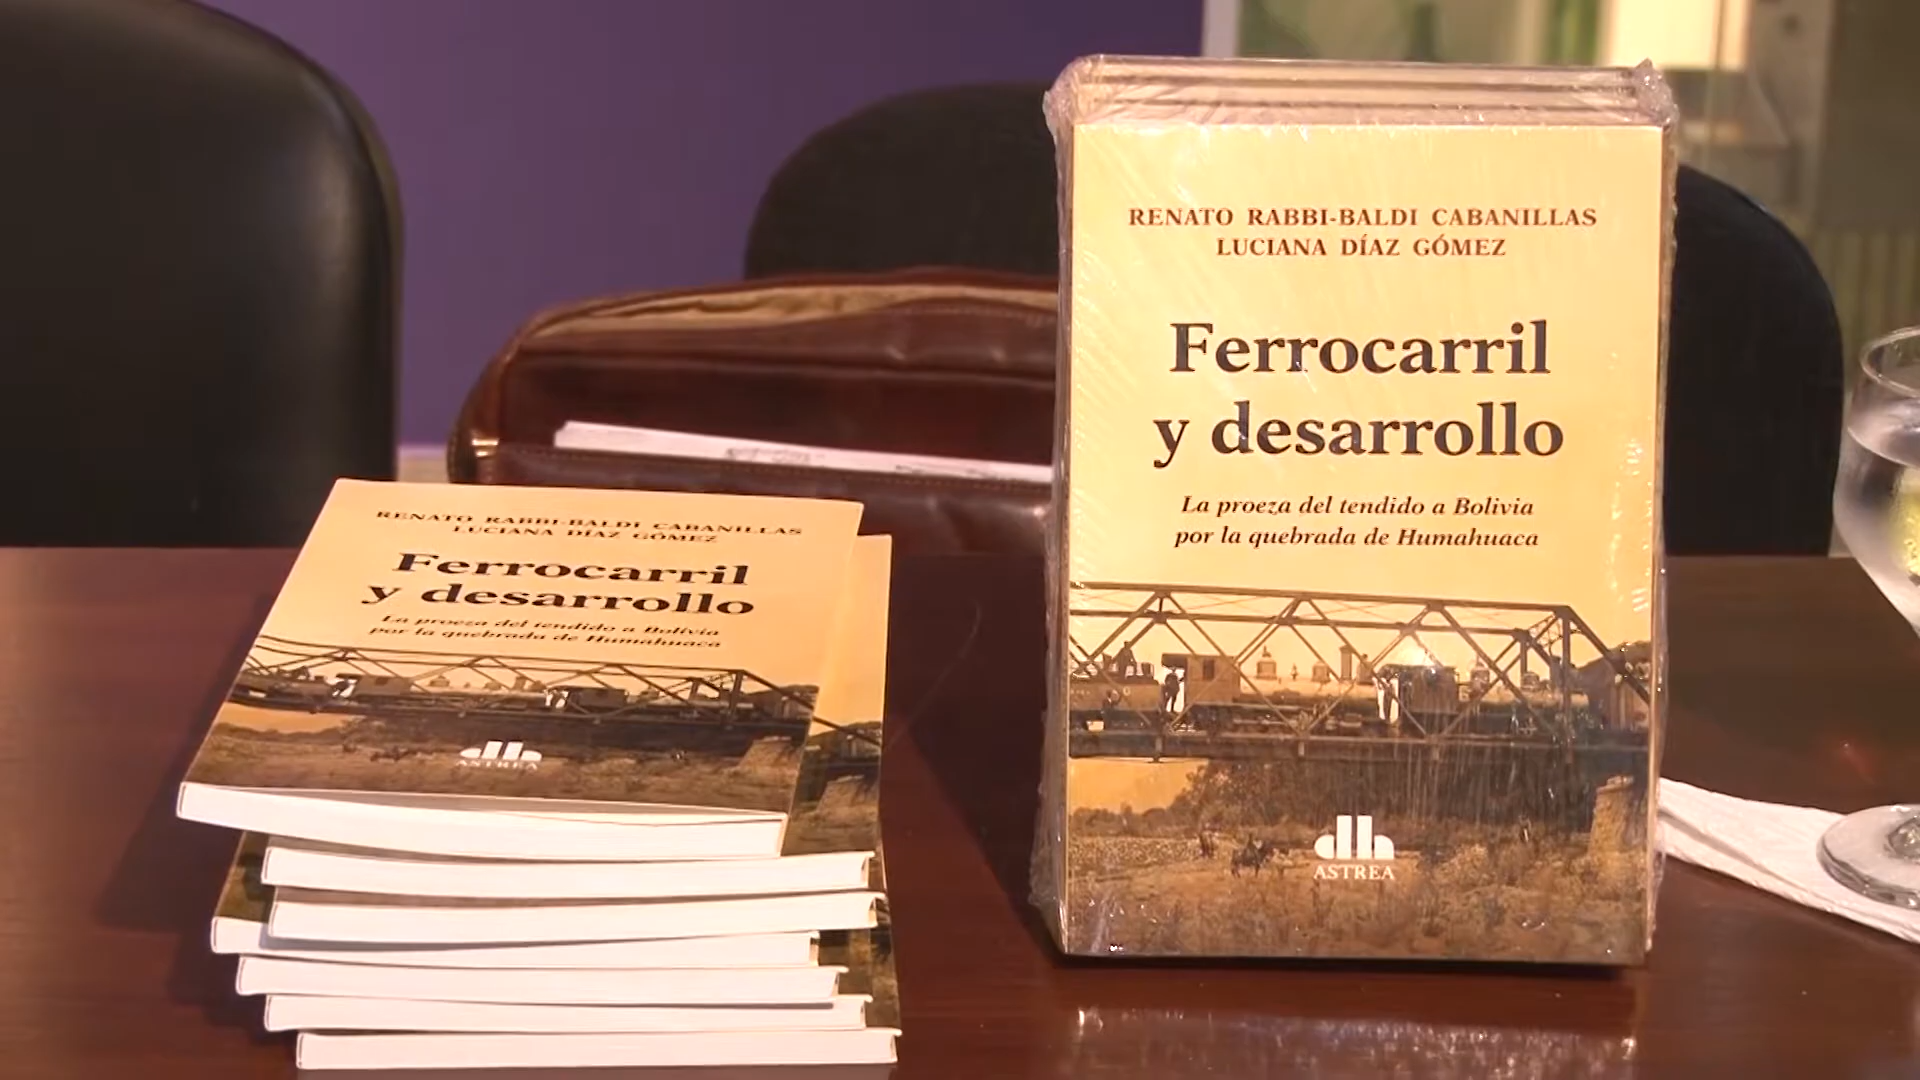 RENATO RABBI-BALDI CABANILLAS
LUCIANA DÍAZ GÓMEZ
Ferrocarril
y desarrollo
La proeza del tendido a Bolivia
por la quebrada de Humahuaca
ASTREA
RENATO RABBI-BALDI CABANILLAS
LUCIANA DÍAZ GÓMEZ
Ferrocarril
y desarrollo
La proeza del tendido a Bolivia
por la quebrada de Humahuaca
ASTREA